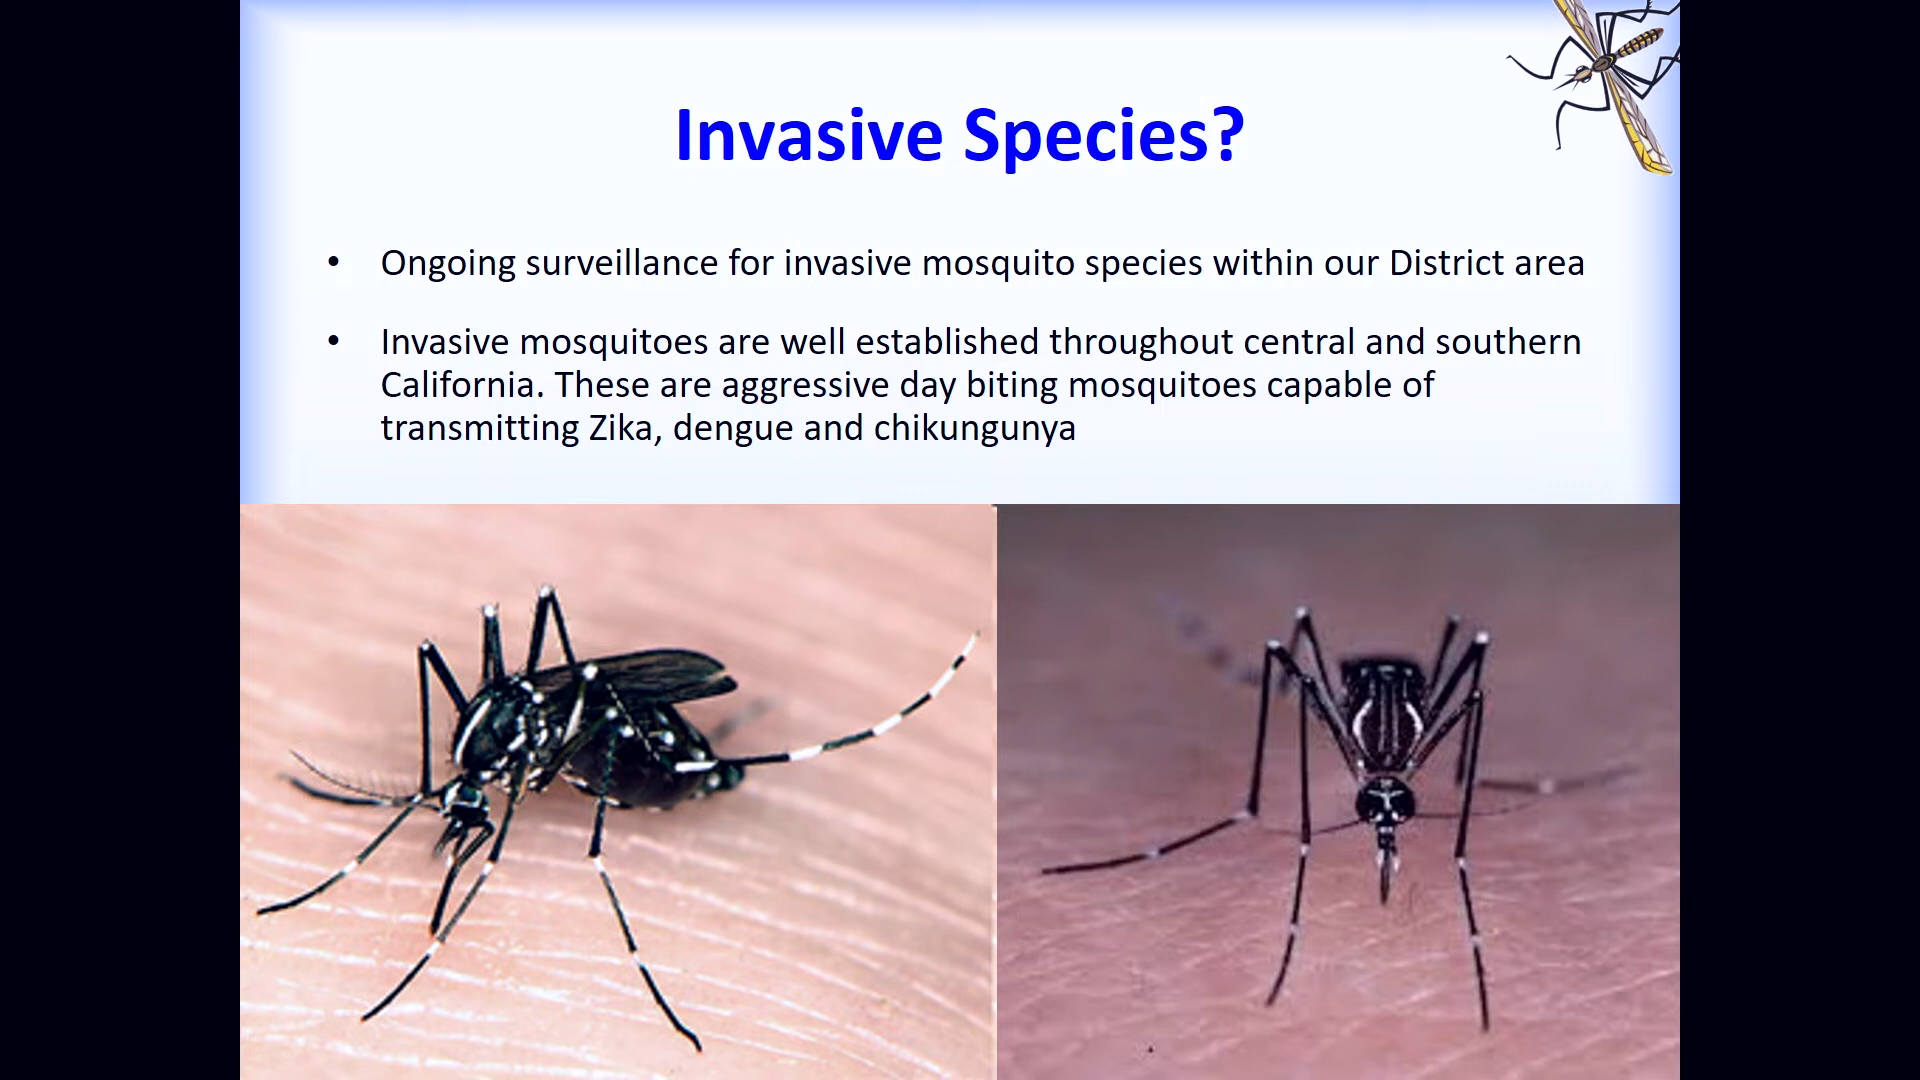 Invasive Species?
• Ongoing surveillance for invasive mosquito species within our District area
• Invasive mosquitoes are well established throughout central and southern
California. These are aggressive day biting mosquitoes capable of
transmitting Zika, dengue and chikungunya